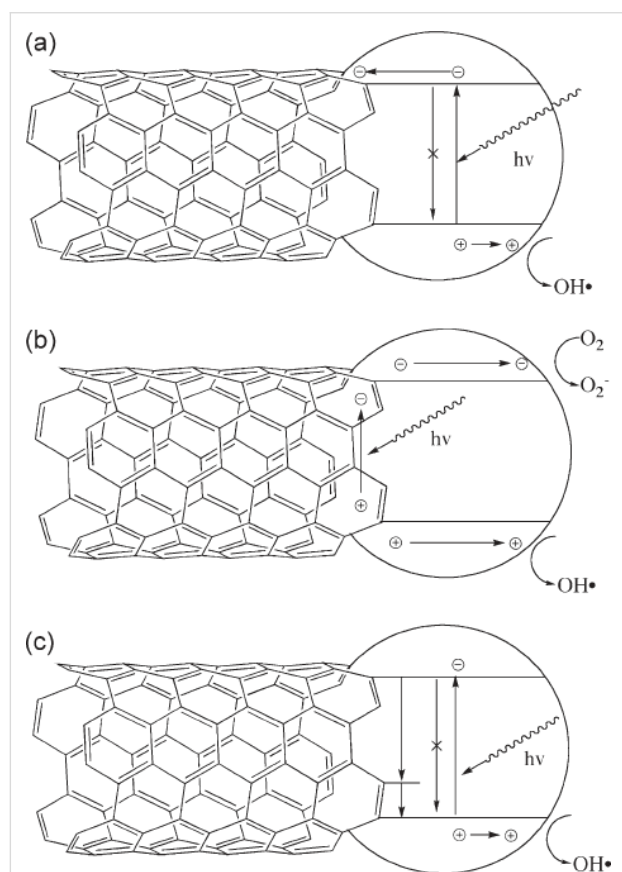 (a)
⊖ ⊖
hν
⊕ ⊕
OH•
(b)
O₂
⊖ ⊖
O₂⁻
⊖
hν
⊕
⊕ ⊕
OH•
(c)
⊖
hν
⊕ ⊕
OH•